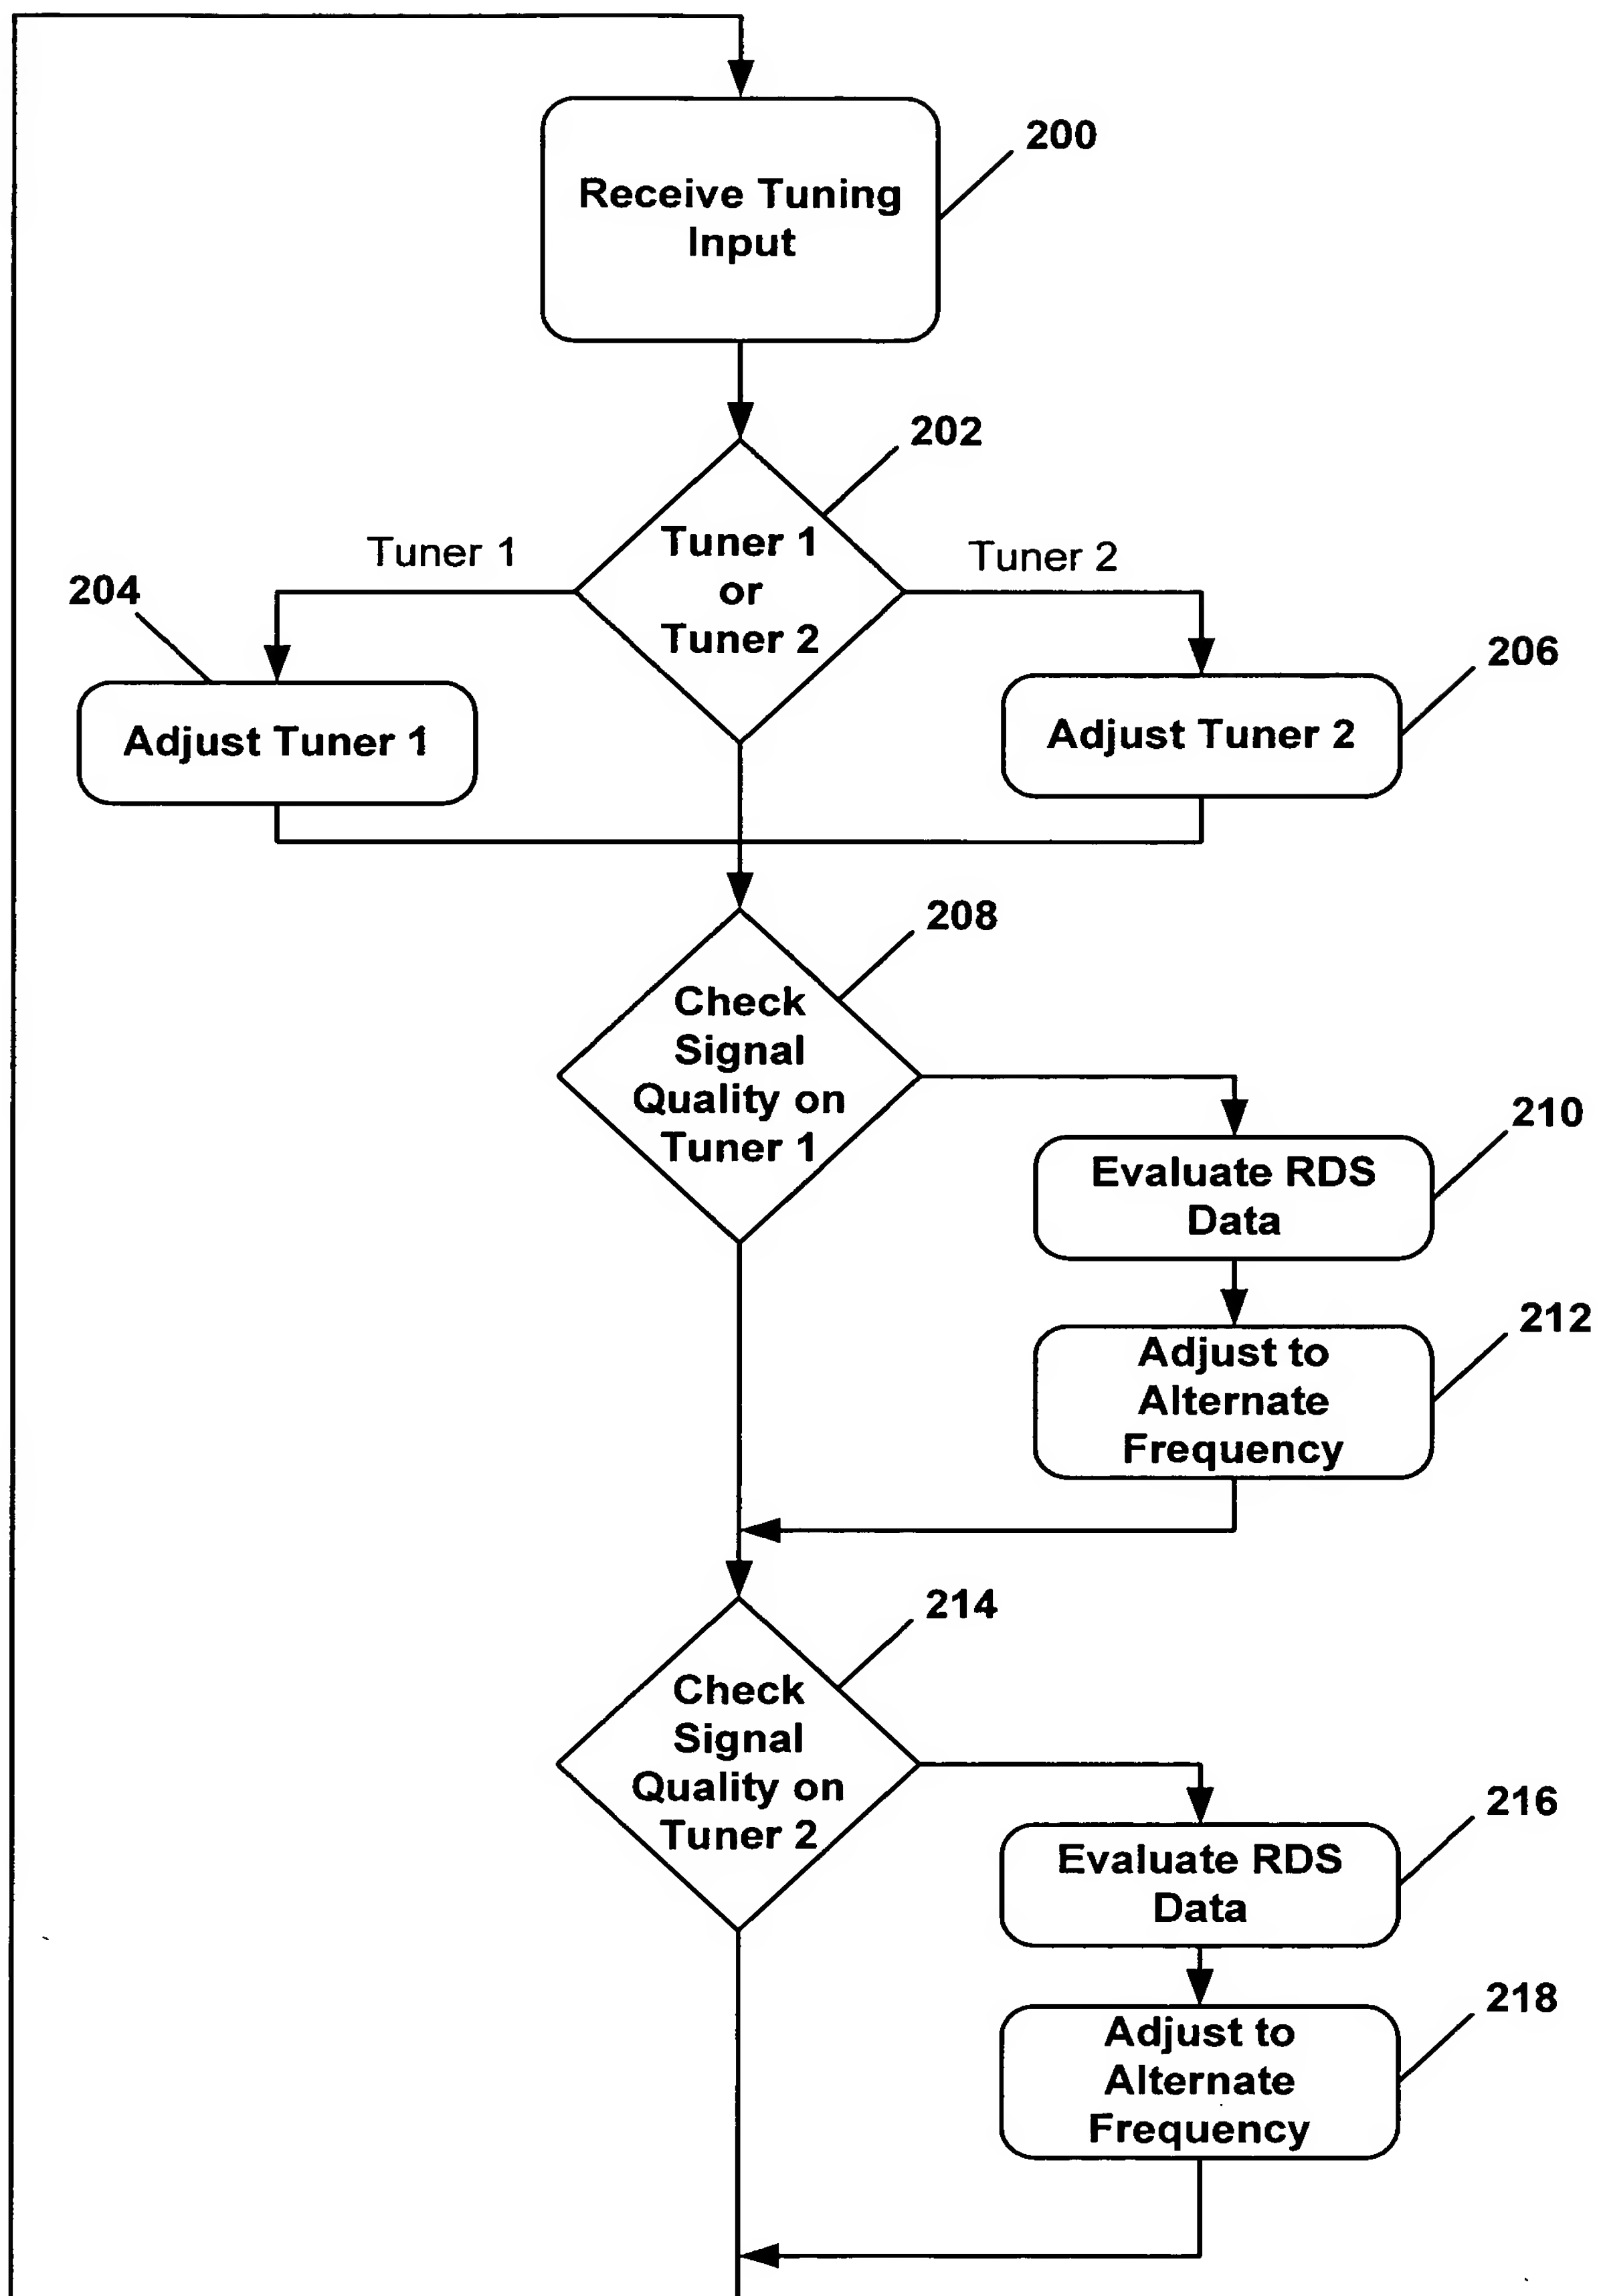 200
Receive Tuning
Input
202
Tuner 1
Tuner 1
or
Tuner 2
Tuner 2
204
206
Adjust Tuner 1
Adjust Tuner 2
208
Check
Signal
Quality on
Tuner 1
210
Evaluate RDS
Data
212
Adjust to
Alternate
Frequency
214
Check
Signal
Quality on
Tuner 2
216
Evaluate RDS
Data
218
Adjust to
Alternate
Frequency